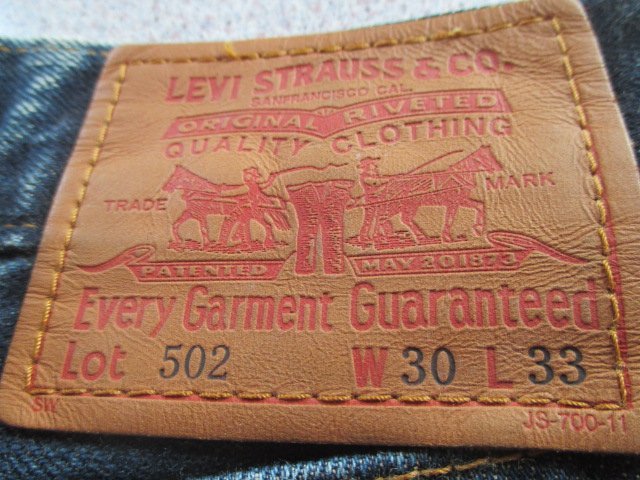 LEVI STRAUSS & CO.
SANFRANCISCO CAL.
ORIGINAL RIVETED
QUALITY CLOTHING
TRADE MARK
PATENTED MAY 20 1873
Every Garment Guaranteed
Lot 502 W 30 L 33
SW JS-700-11